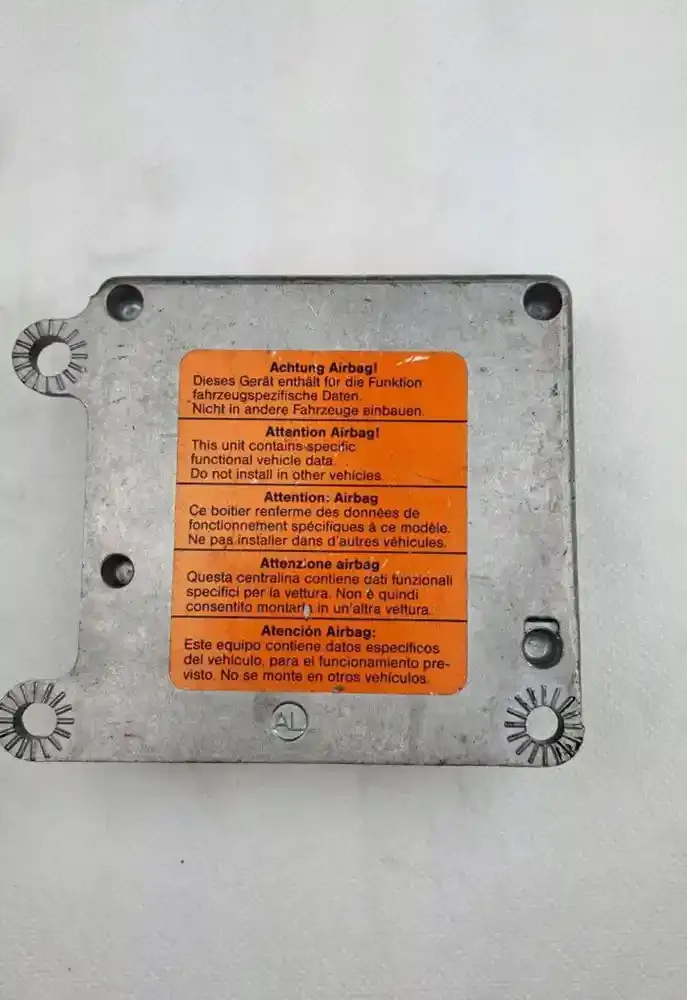 Achtung Airbag!
Dieses Gerät enthält für die Funktion
fahrzeugspezifische Daten.
Nicht in andere Fahrzeuge einbauen.
Attention Airbag!
This unit contains specific
functional vehicle data.
Do not install in other vehicles.
Attention: Airbag
Ce boitier renferme des données de
fonctionnement spécifiques à ce modèle.
Ne pas installer dans d'autres véhicules.
Attenzione airbag
Questa centralina contiene dati funzionali
specifici per la vettura. Non è quindi
consentito montarla in un'altra vettura.
Atención Airbag:
Este equipo contiene datos específicos
del vehículo, para el funcionamiento pre-
visto. No se monte en otros vehículos.
AL